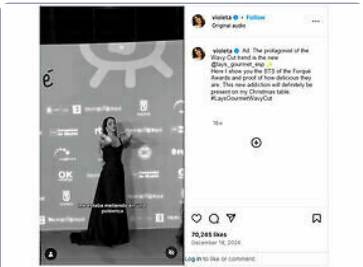 violeta • Follow
Original audio
violeta Ad: The protagonist of the
Wavy Cut trend is the new
@lays_gourmet_esp ✨
Here I show you the BTS of the Forqué
Awards and proof of how delicious they
are. This new addiction will definitely be
present on my Christmas table.
#LaysGourmetWavyCut
16w
é
MADRID
OK
polémica
70,245 likes
December 16, 2024
Log in to like or comment.